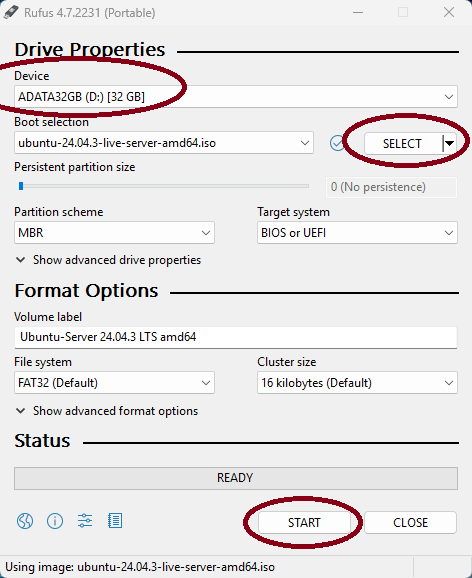 Rufus 4.7.2231 (Portable)
Drive Properties
Device
ADATA32GB (D:) [32 GB]
Boot selection
ubuntu-24.04.3-live-server-amd64.iso
SELECT
Persistent partition size
0 (No persistence)
Partition scheme
Target system
MBR
BIOS or UEFI
Show advanced drive properties
Format Options
Volume label
Ubuntu-Server 24.04.3 LTS amd64
File system
Cluster size
FAT32 (Default)
16 kilobytes (Default)
Show advanced format options
Status
READY
START
CLOSE
Using image: ubuntu-24.04.3-live-server-amd64.iso